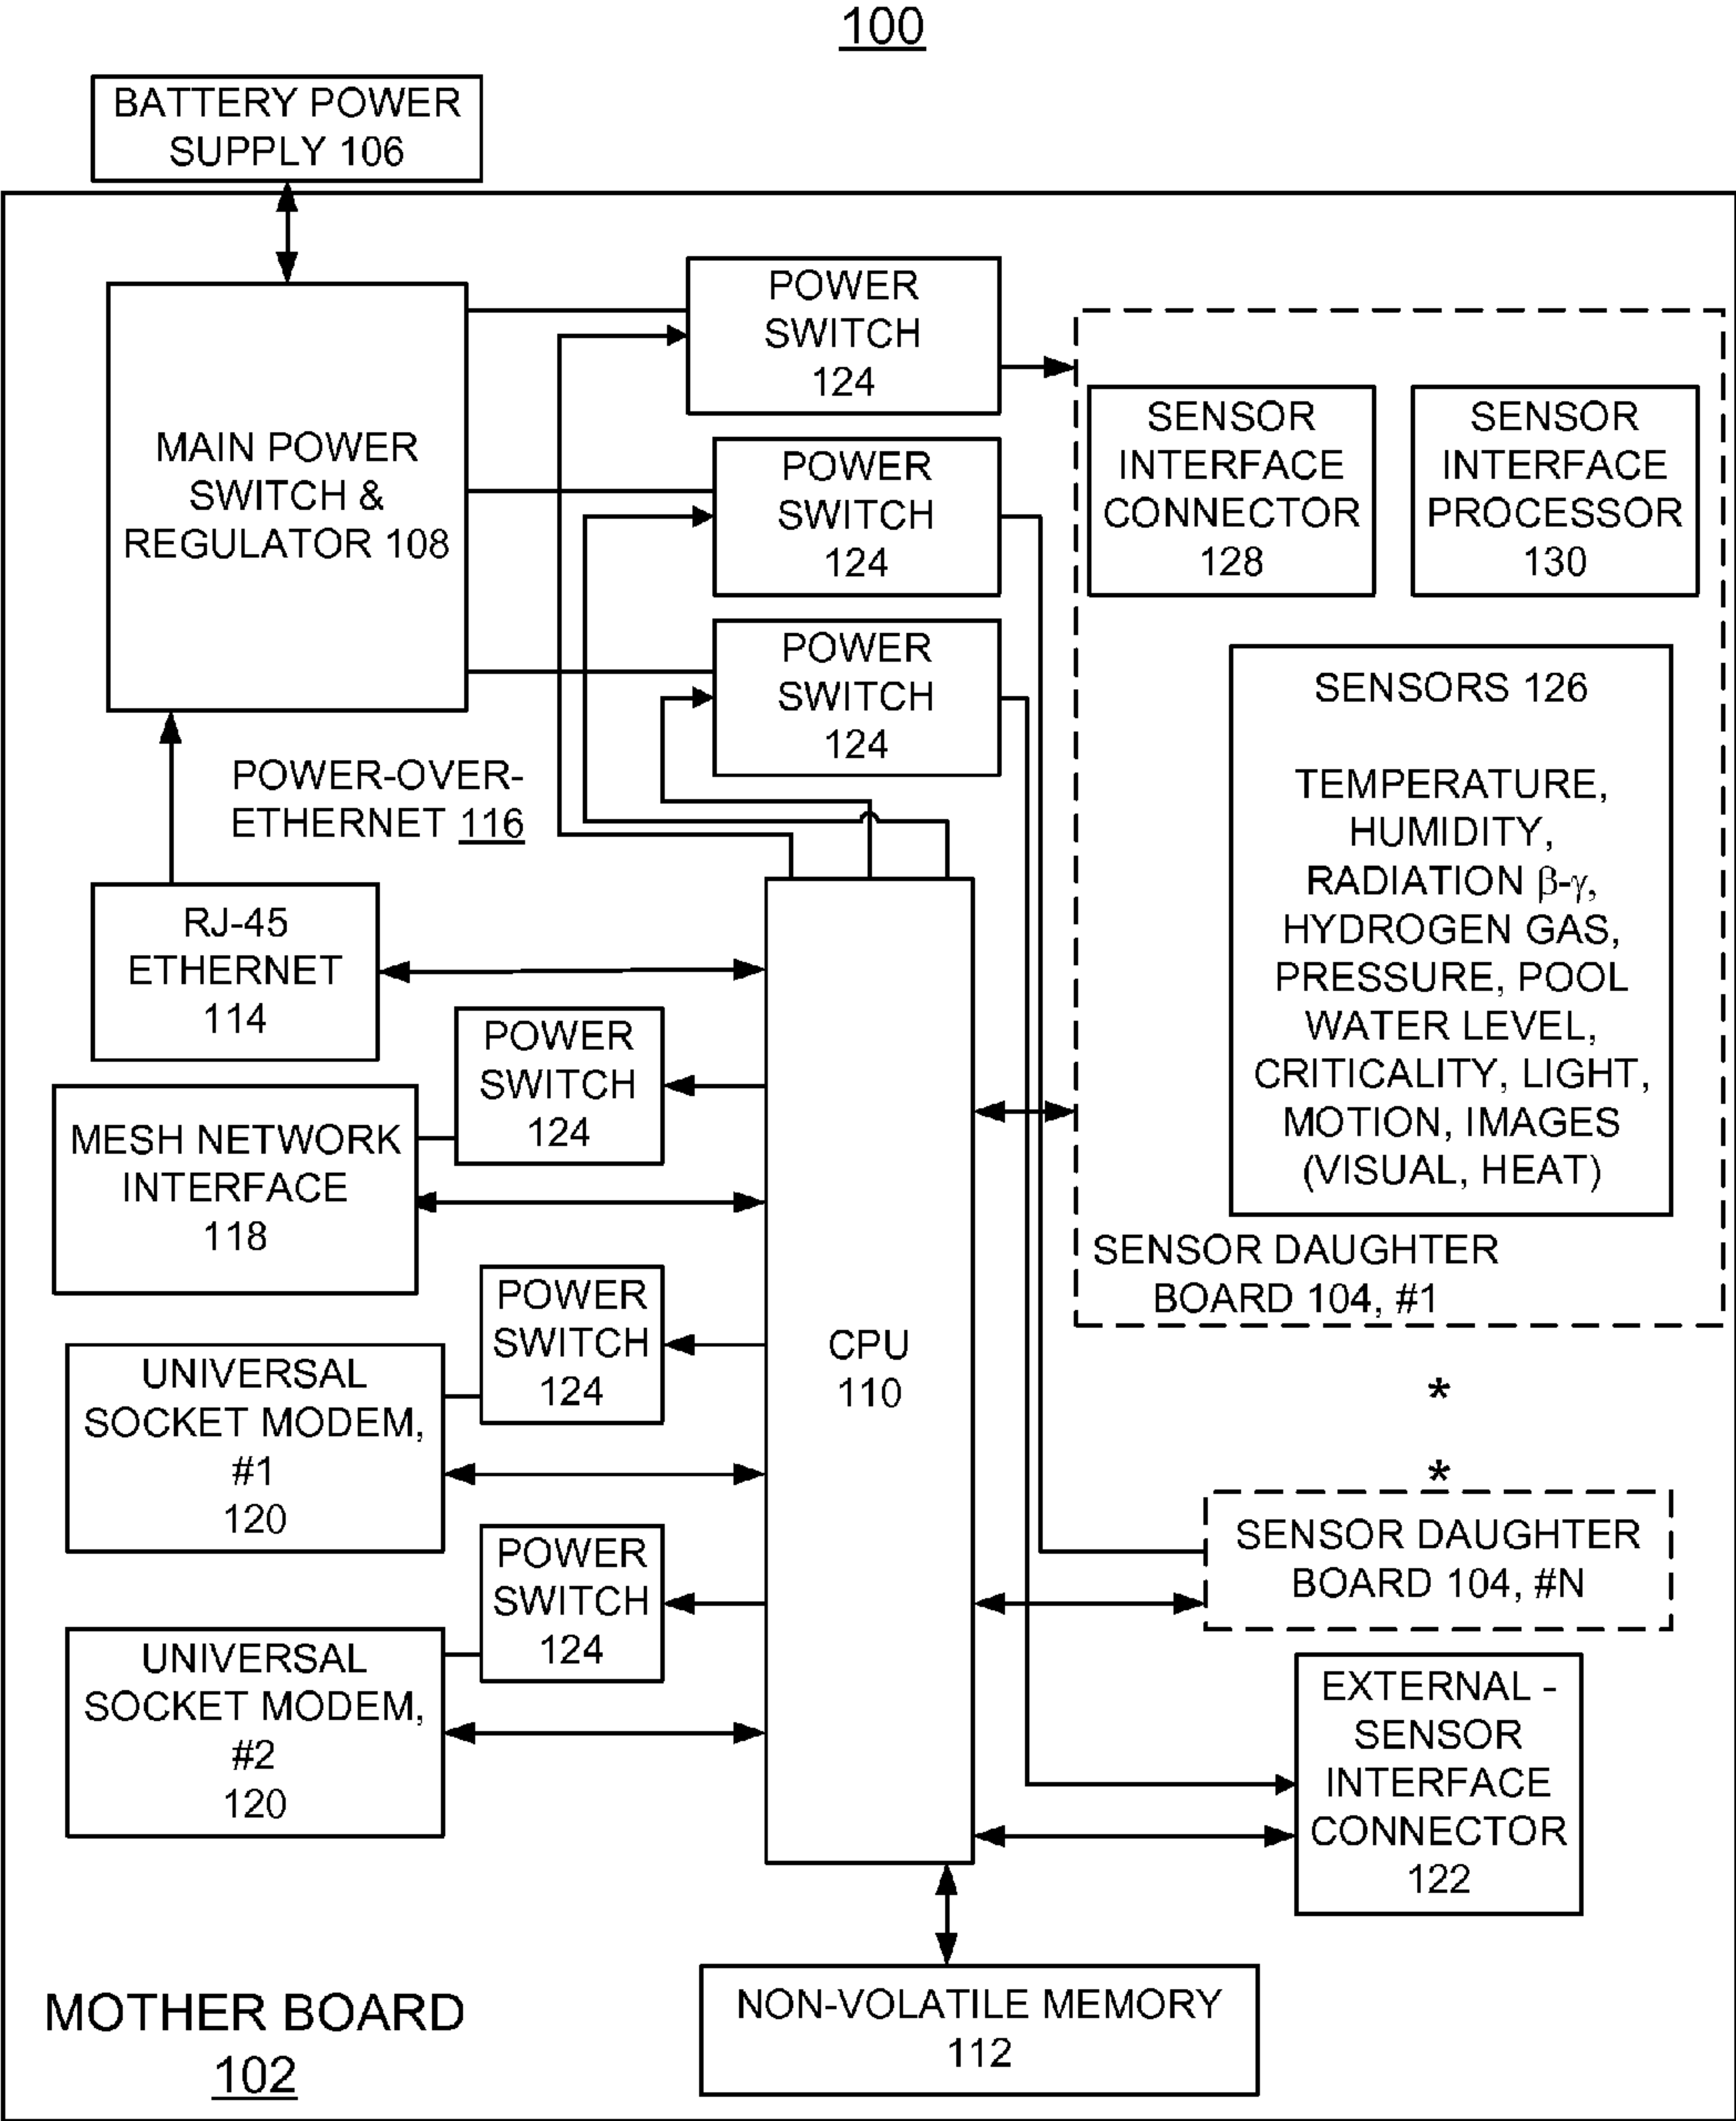 100
BATTERY POWER
SUPPLY 106
POWER
SWITCH
124
MAIN POWER
SWITCH &
REGULATOR 108
POWER
SWITCH
124
POWER
SWITCH
124
SENSOR
INTERFACE
CONNECTOR
128
SENSOR
INTERFACE
PROCESSOR
130
SENSORS 126
TEMPERATURE,
HUMIDITY,
RADIATION β-γ,
HYDROGEN GAS,
PRESSURE, POOL
WATER LEVEL,
CRITICALITY, LIGHT,
MOTION, IMAGES
(VISUAL, HEAT)
SENSOR DAUGHTER
BOARD 104, #1
POWER-OVER-
ETHERNET 116
RJ-45
ETHERNET
114
POWER
SWITCH
124
MESH NETWORK
INTERFACE
118
POWER
SWITCH
124
UNIVERSAL
SOCKET MODEM,
#1
120
POWER
SWITCH
124
UNIVERSAL
SOCKET MODEM,
#2
120
CPU
110
*
*
SENSOR DAUGHTER
BOARD 104, #N
EXTERNAL -
SENSOR
INTERFACE
CONNECTOR
122
NON-VOLATILE MEMORY
112
MOTHER BOARD
102